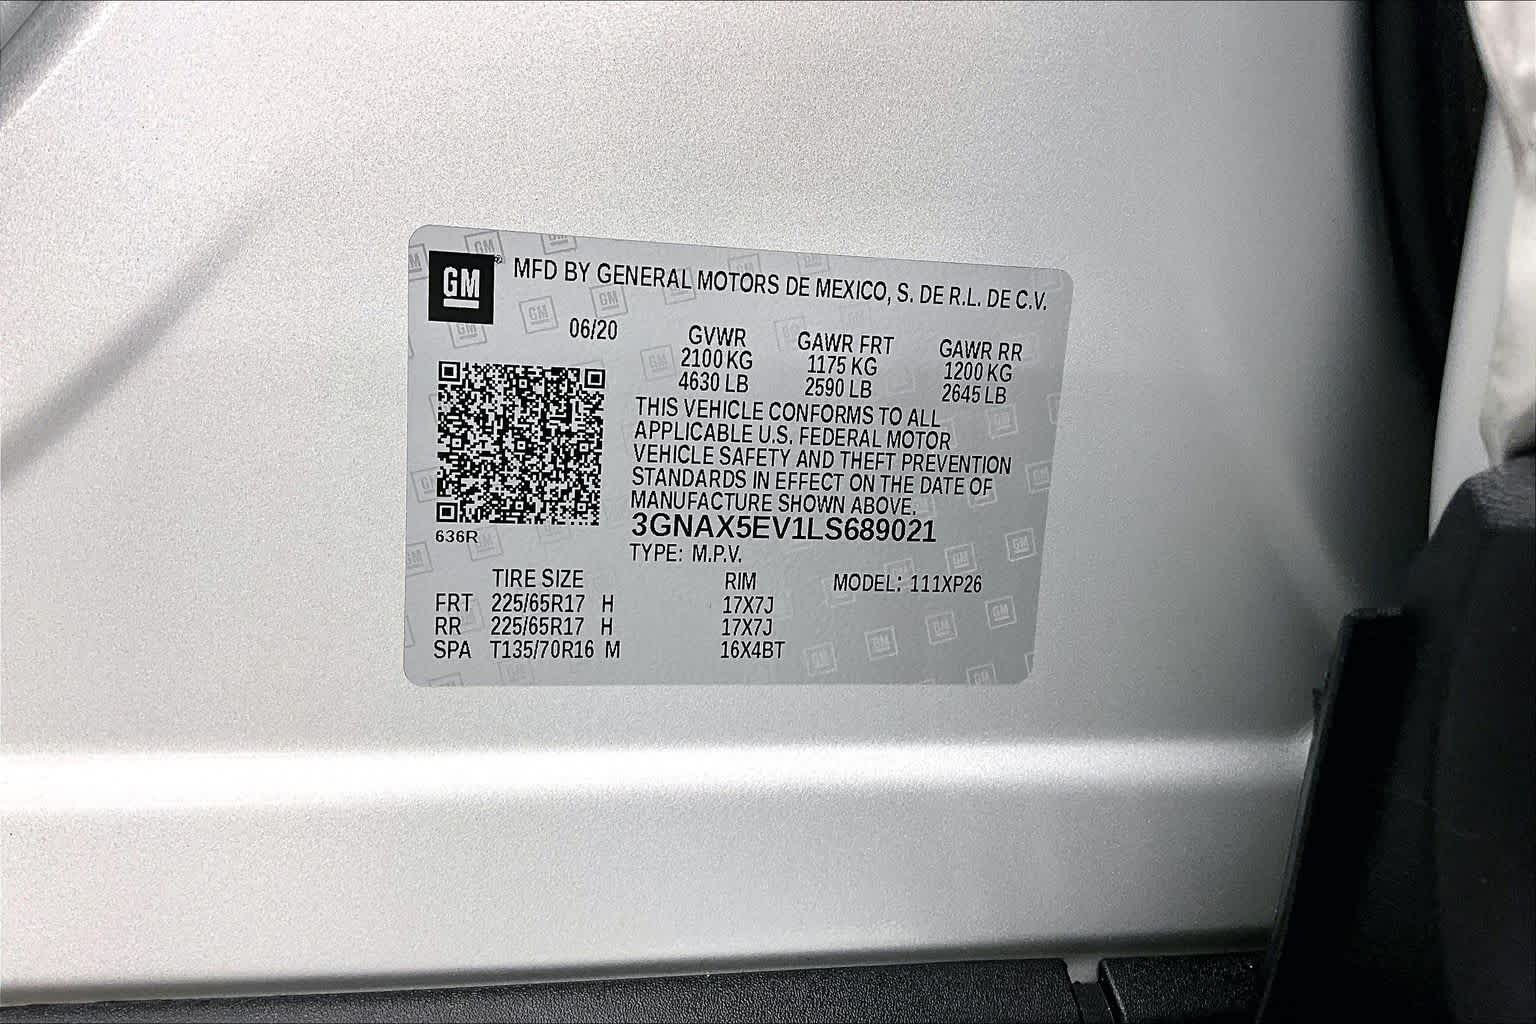 GM® MFD BY GENERAL MOTORS DE MEXICO, S. DE R.L. DE C.V.
06/20 GVWR GAWR FRT GAWR RR
2100 KG 1175 KG 1200 KG
4630 LB 2590 LB 2645 LB
THIS VEHICLE CONFORMS TO ALL
APPLICABLE U.S. FEDERAL MOTOR
VEHICLE SAFETY AND THEFT PREVENTION
STANDARDS IN EFFECT ON THE DATE OF
MANUFACTURE SHOWN ABOVE.
3GNAX5EV1LS689021
636R
TYPE: M.P.V.
TIRE SIZE RIM MODEL: 111XP26
FRT 225/65R17 H 17X7J
RR 225/65R17 H 17X7J
SPA T135/70R16 M 16X4BT